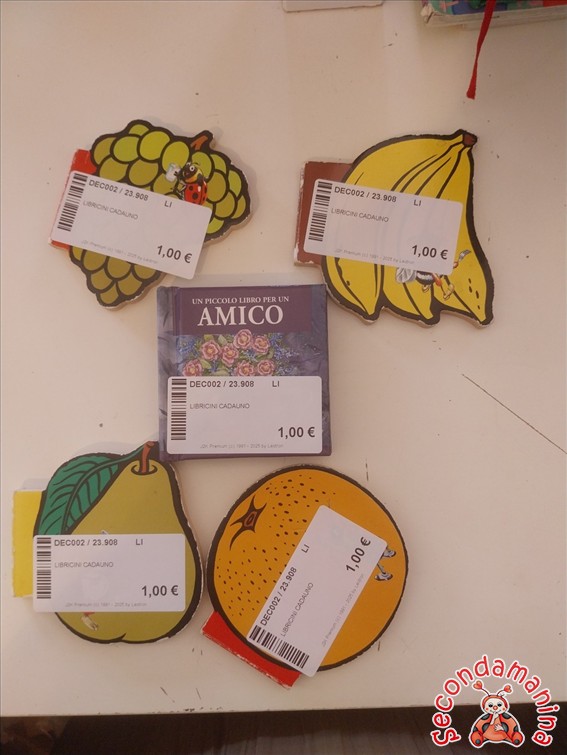 DEC002 / 23.908 LI
LIBRICINI CADAUNO
1,00 €
DEC002 / 23.908 LI
LIBRICINI CADAUNO
1,00 €
UN PICCOLO LIBRO PER UN
AMICO
DEC002 / 23.908 LI
LIBRICINI CADAUNO
1,00 €
DEC002 / 23.908 LI
LIBRICINI CADAUNO
1,00 €
DEC002 / 23.908 LI
LIBRICINI CADAUNO
1,00 €
Secondamanina